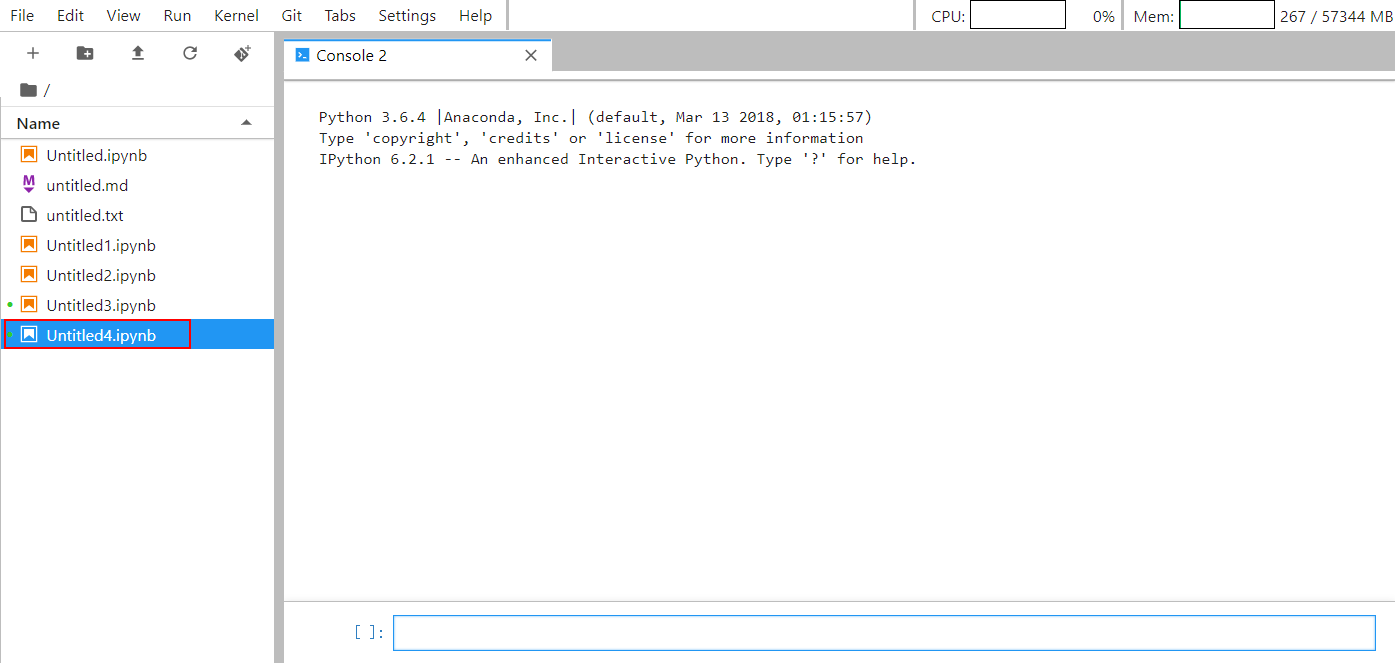 File Edit View Run Kernel Git Tabs Settings Help CPU: 0% Mem: 267 / 57344 MB
Console 2
/
Name
Untitled.ipynb
untitled.md
untitled.txt
Untitled1.ipynb
Untitled2.ipynb
Untitled3.ipynb
Untitled4.ipynb
Python 3.6.4 |Anaconda, Inc.| (default, Mar 13 2018, 01:15:57)
Type 'copyright', 'credits' or 'license' for more information
IPython 6.2.1 -- An enhanced Interactive Python. Type '?' for help.
[ ]: